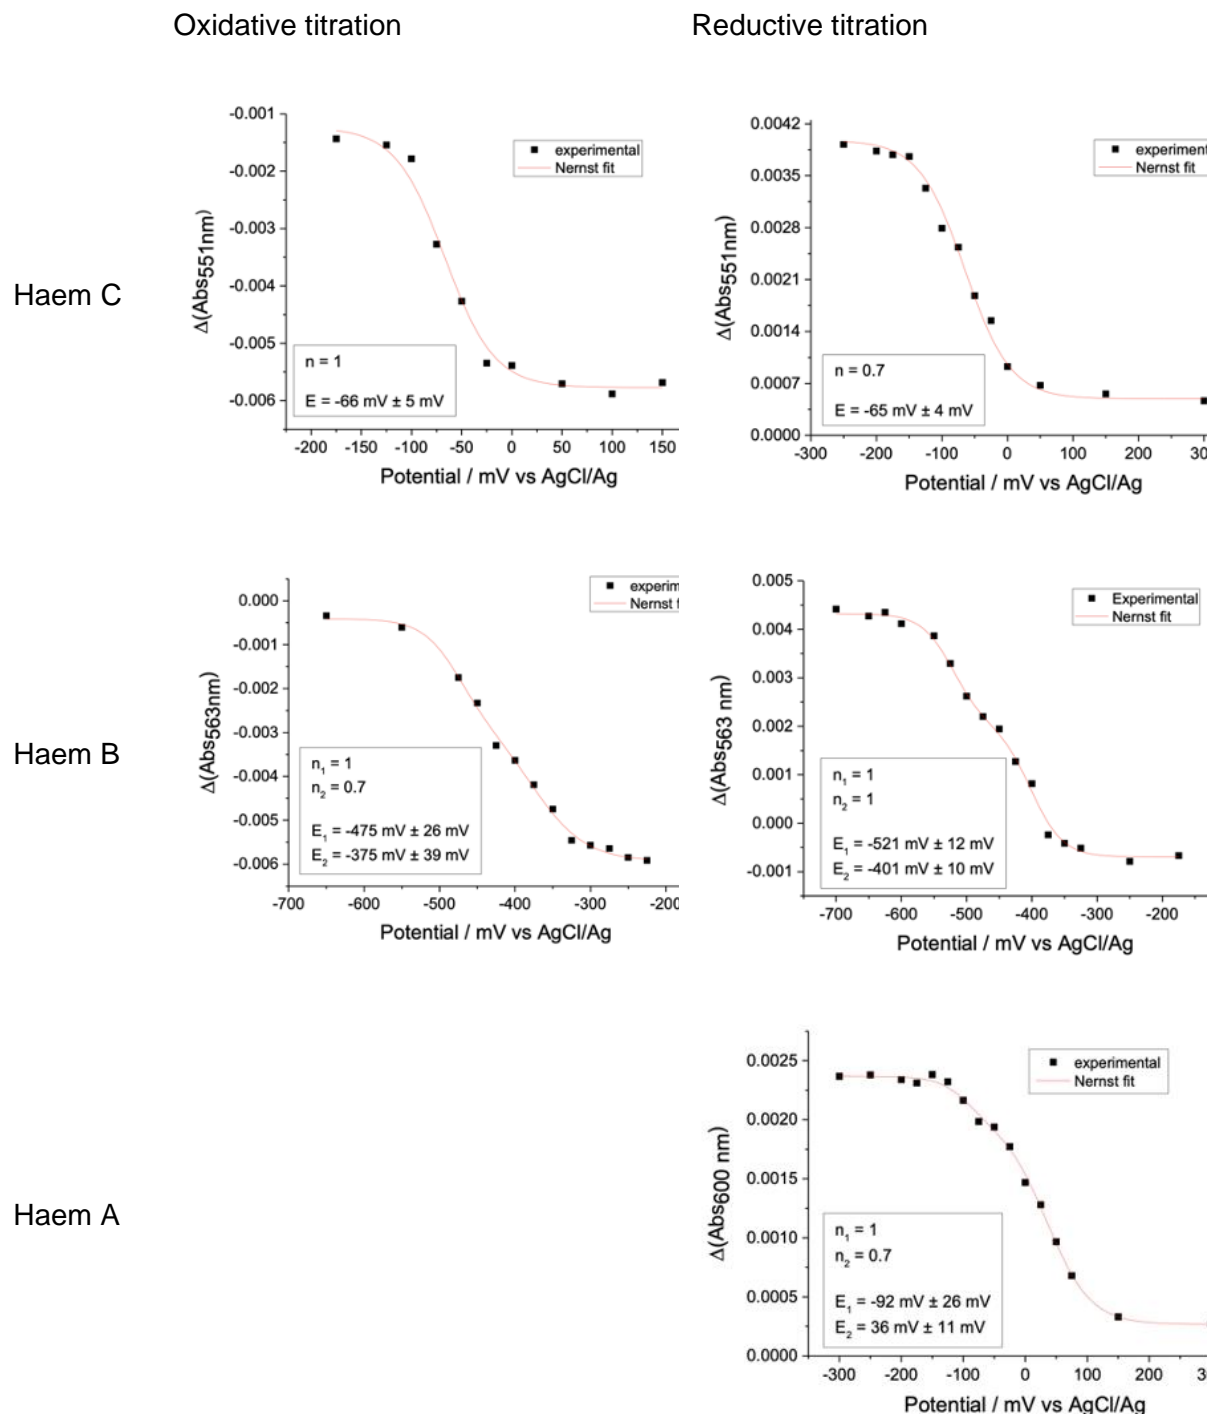 Oxidative titration
Reductive titration
Haem C
-0.001
-0.002
-0.003
-0.004
-0.005
-0.006
Δ(Abs551nm)
experimental
Nernst fit
n = 1
E = -66 mV ± 5 mV
-200 -150 -100 -50 0 50 100 150
Potential / mV vs AgCl/Ag
0.0042
0.0035
0.0028
0.0021
0.0014
0.0007
0.0000
Δ(Abs551nm)
experimental
Nernst fit
n = 0.7
E = -65 mV ± 4 mV
-300 -200 -100 0 100 200 300
Potential / mV vs AgCl/Ag
Haem B
0.000
-0.001
-0.002
-0.003
-0.004
-0.005
-0.006
Δ(Abs563nm)
experim
Nernst f
n1 = 1
n2 = 0.7
E1 = -475 mV ± 26 mV
E2 = -375 mV ± 39 mV
-700 -600 -500 -400 -300 -200
Potential / mV vs AgCl/Ag
0.005
0.004
0.003
0.002
0.001
0.000
-0.001
Δ(Abs563 nm)
Experimental
Nernst fit
n1 = 1
n2 = 1
E1 = -521 mV ± 12 mV
E2 = -401 mV ± 10 mV
-700 -600 -500 -400 -300 -200
Potential / mV vs AgCl/Ag
Haem A
0.0025
0.0020
0.0015
0.0010
0.0005
0.0000
Δ(Abs600 nm)
experimental
Nernst fit
n1 = 1
n2 = 0.7
E1 = -92 mV ± 26 mV
E2 = 36 mV ± 11 mV
-300 -200 -100 0 100 200
Potential / mV vs AgCl/Ag